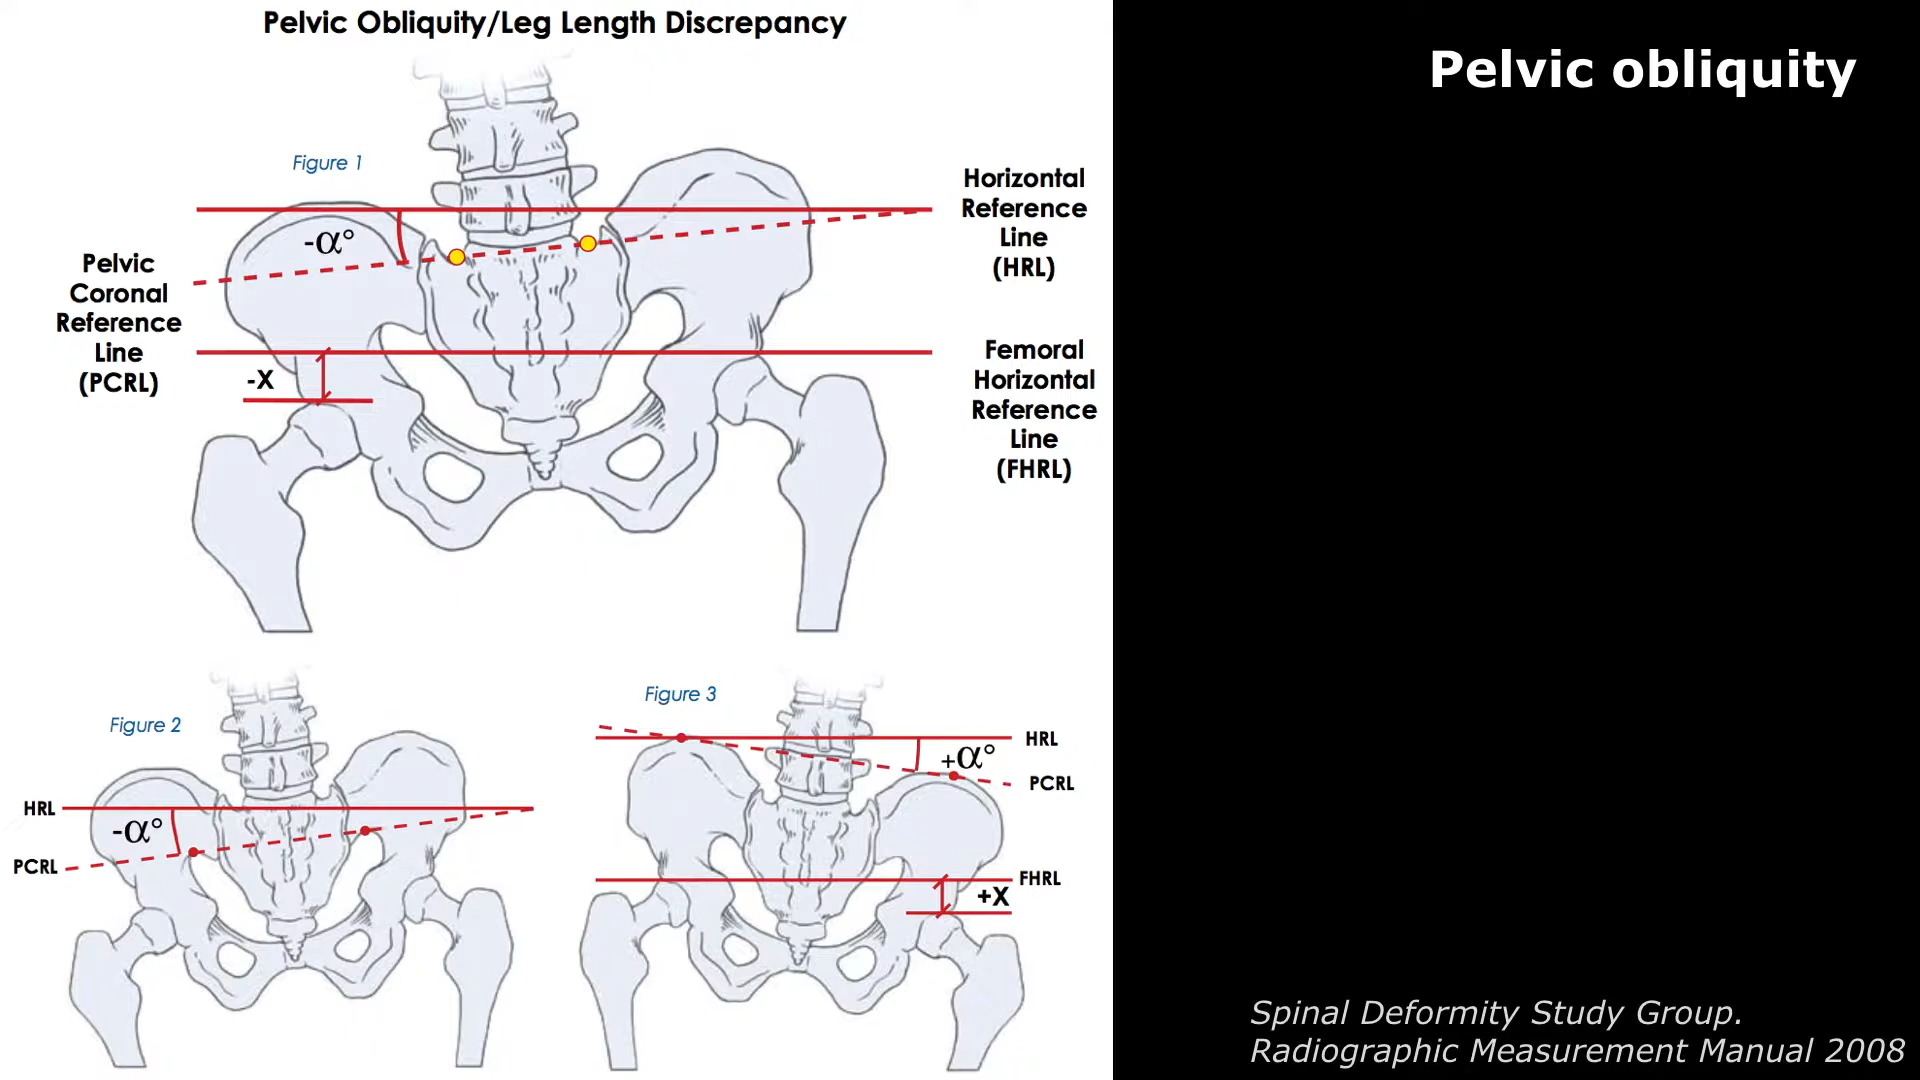 Pelvic Obliquity/Leg Length Discrepancy
Pelvic obliquity
Figure 1
-α°
Horizontal
Reference
Line
(HRL)
Pelvic
Coronal
Reference
Line
(PCRL)
-X
Femoral
Horizontal
Reference
Line
(FHRL)
Figure 2
HRL
-α°
PCRL
Figure 3
HRL
+α°
PCRL
FHRL
+X
Spinal Deformity Study Group.
Radiographic Measurement Manual 2008